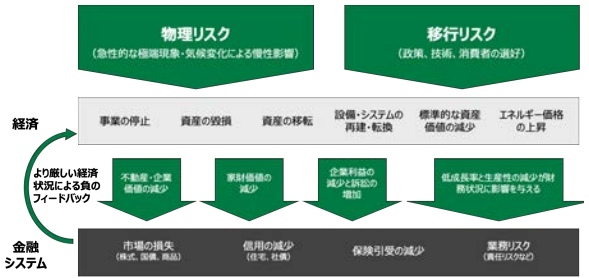 物理リスク
(急性的な極端現象・気候変化による慢性影響)
移行リスク
(政策、技術、消費者の選好)
経済
事業の停止
資産の毀損
資産の移転
設備・システムの
再建・転換
標準的な資産
価値の減少
エネルギー価格
の上昇
より厳しい経済
状況による負の
フィードバック
不動産・企業
価値の減少
家財価値の
減少
企業利益の
減少と訴訟の
増加
低成長率と生産性の減少が財
務状況に影響を与える
金融
システム
市場の損失
(株式、国債、商品)
信用の減少
(住宅、社債)
保険引受の減少
業務リスク
(責任リスクなど)